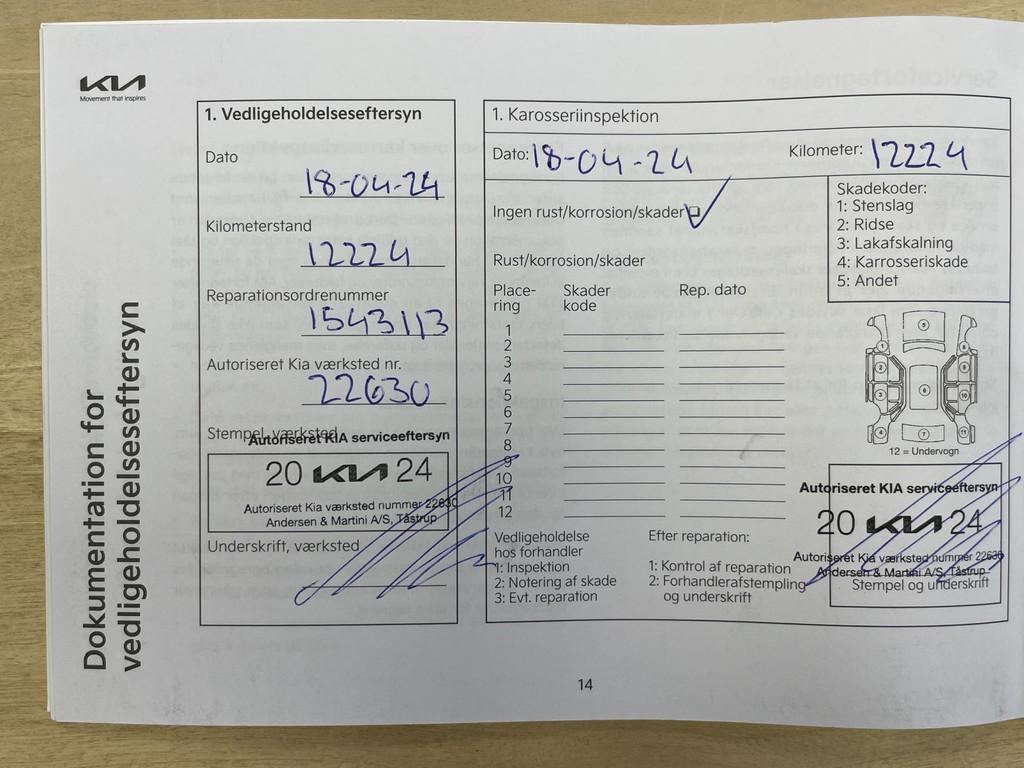 KIA
Movement that inspires
Dokumentation for
vedligeholdelseseftersyn
1. Vedligeholdelseseftersyn
Dato
18-04-24
Kilometerstand
12224
Reparationsordrenummer
1543113
Autoriseret Kia værksted nr.
22630
Stempel, værksted
Autoriseret KIA serviceeftersyn
20 KIA 24
Autoriseret Kia værksted nummer 22630
Andersen & Martini A/S, Tåstrup
Underskrift, værksted
1. Karosseriinspektion
Dato: 18-04-24 Kilometer: 12224
Ingen rust/korrosion/skader
Rust/korrosion/skader
Skadekoder:
1: Stenslag
2: Ridse
3: Lakafskalning
4: Karrosseriskade
5: Andet
Place- Skader Rep. dato
ring kode
1
2
3
4
5
6
7
8
9
10
11
12
12 = Undervogn
Vedligeholdelse
hos forhandler
1: Inspektion
2: Notering af skade
3: Evt. reparation
Efter reparation:
1: Kontrol af reparation
2: Forhandlerafstempling
og underskrift
Autoriseret KIA serviceeftersyn
20 KIA 24
Autoriseret Kia værksted nummer 22630
Andersen & Martini A/S, Tåstrup
Stempel og underskrift
14